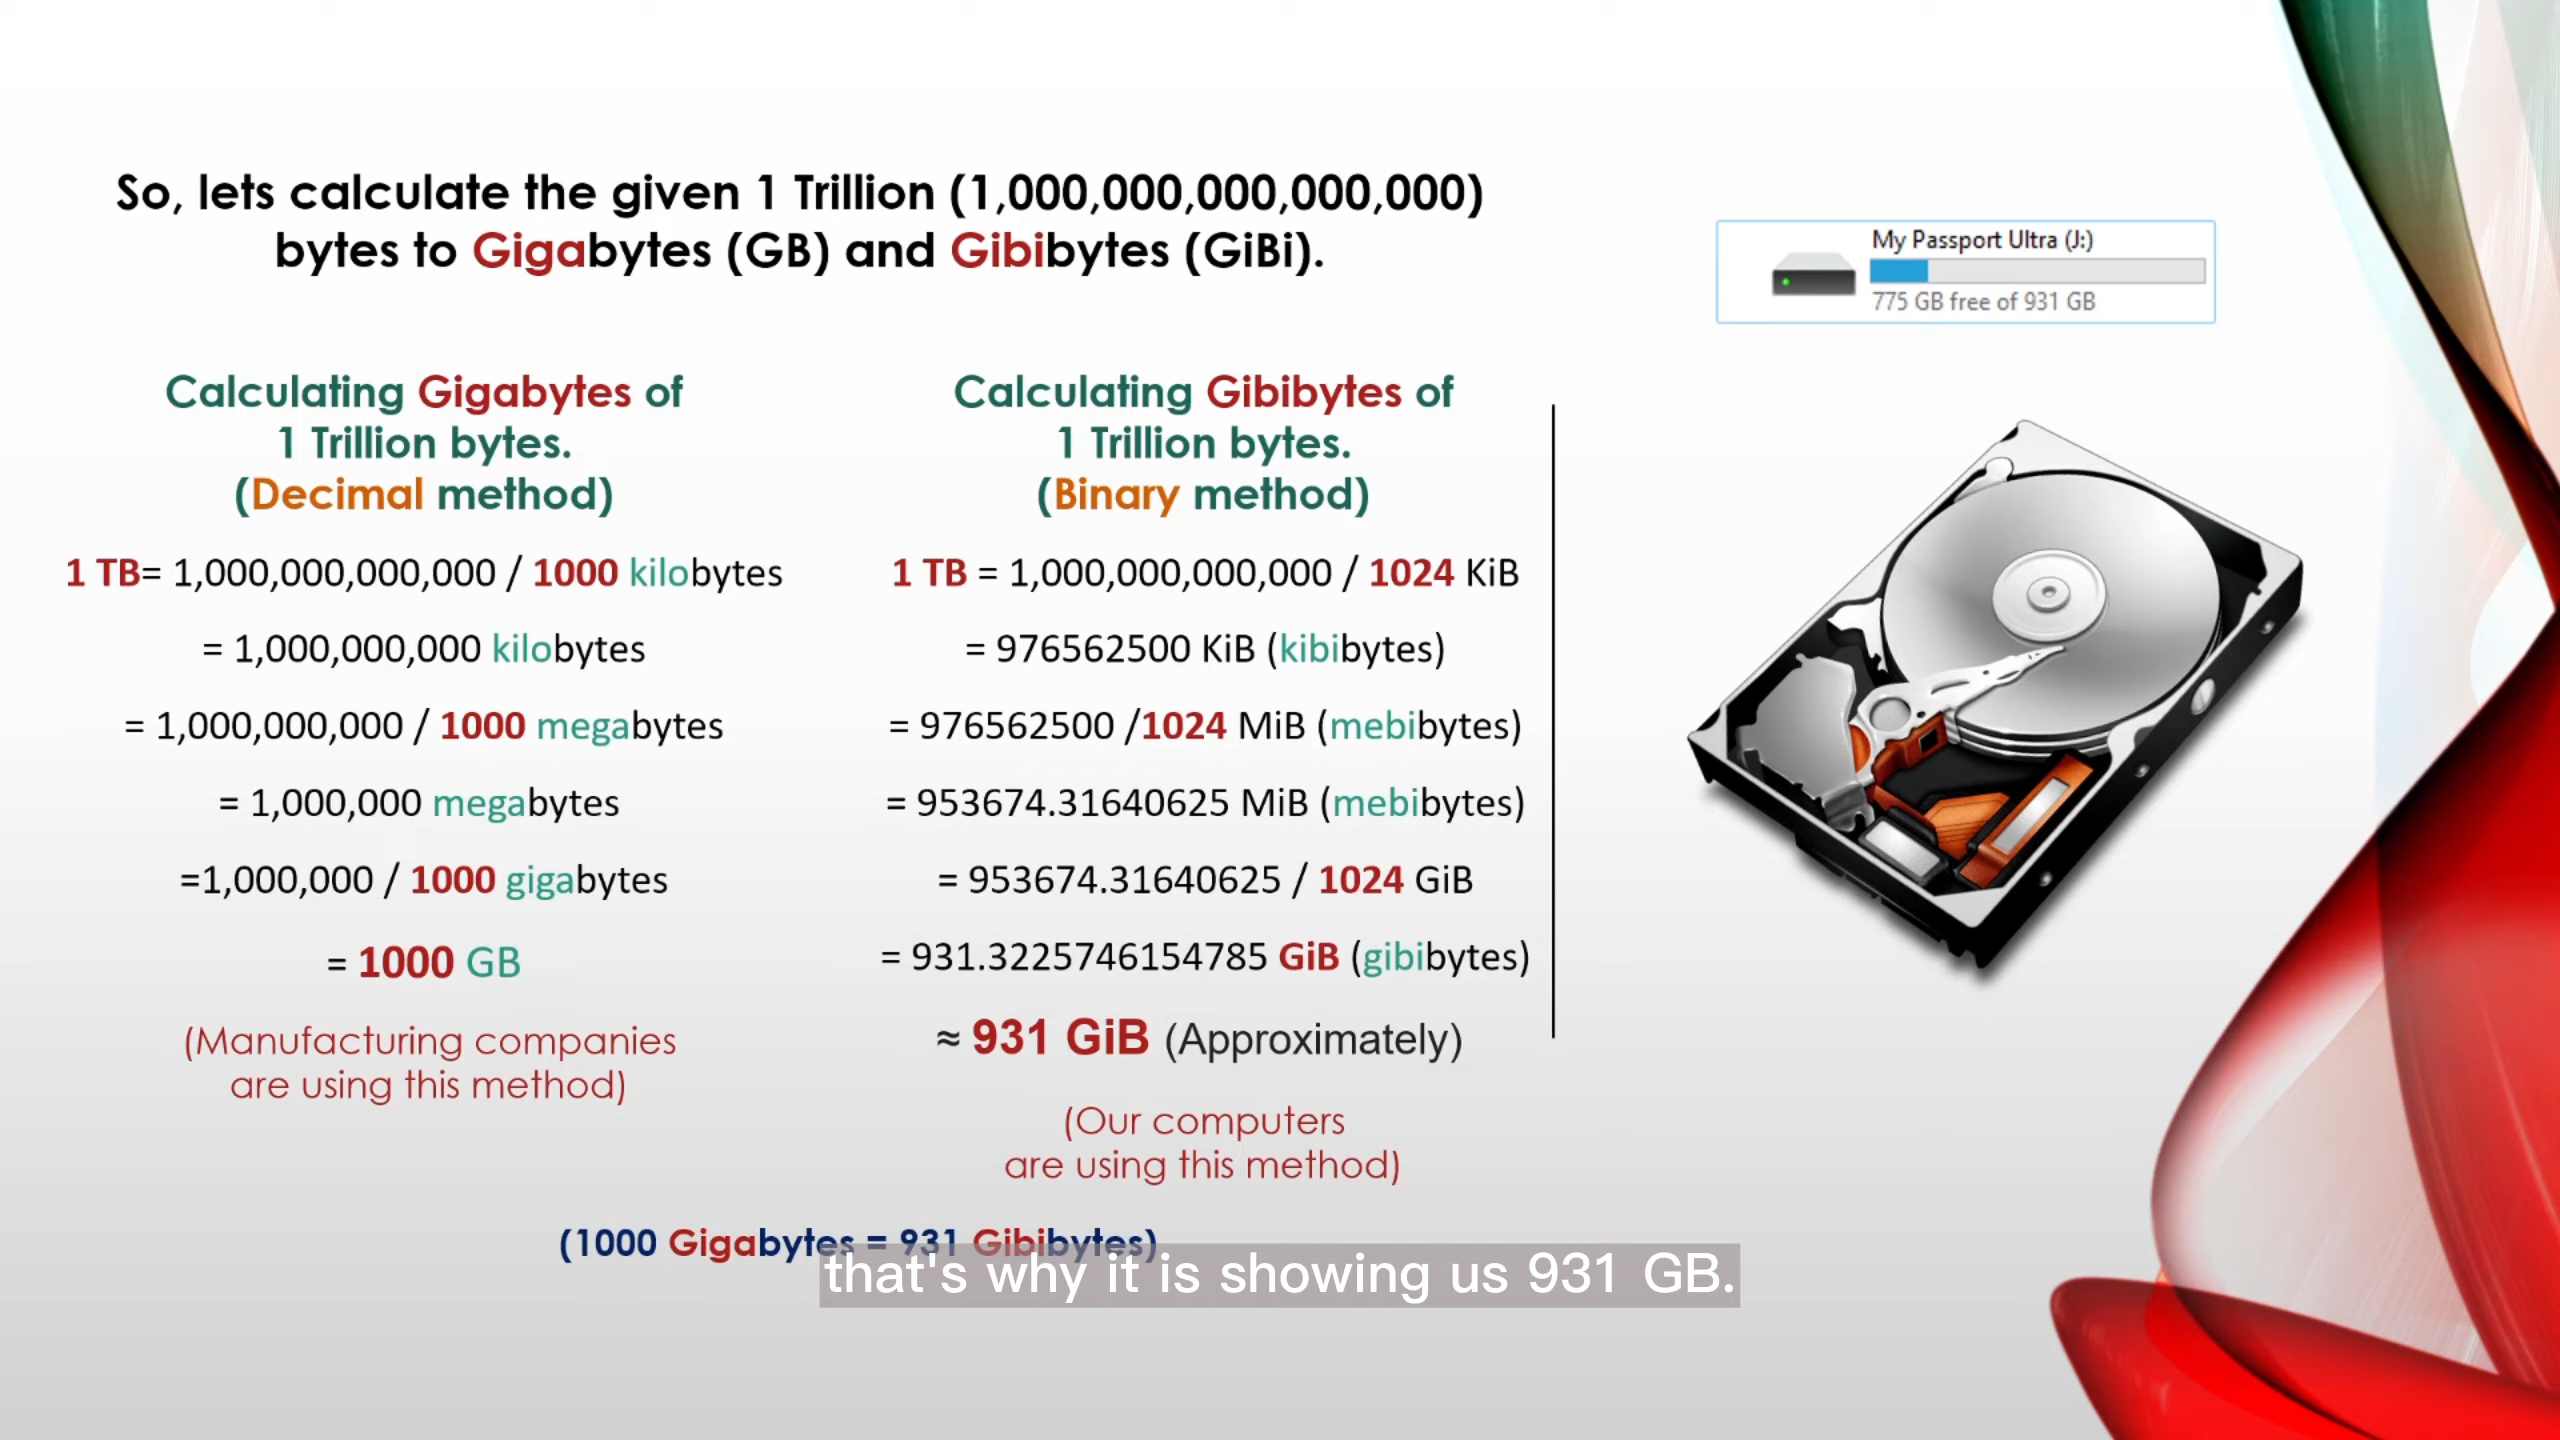 So, lets calculate the given 1 Trillion (1,000,000,000,000,000)
bytes to Gigabytes (GB) and Gibibytes (GiBi).
My Passport Ultra (J:)
775 GB free of 931 GB
Calculating Gigabytes of
1 Trillion bytes.
(Decimal method)
1 TB= 1,000,000,000,000 / 1000 kilobytes
= 1,000,000,000 kilobytes
= 1,000,000,000 / 1000 megabytes
= 1,000,000 megabytes
=1,000,000 / 1000 gigabytes
= 1000 GB
(Manufacturing companies
are using this method)
Calculating Gibibytes of
1 Trillion bytes.
(Binary method)
1 TB = 1,000,000,000,000 / 1024 KiB
= 976562500 KiB (kibibytes)
= 976562500 /1024 MiB (mebibytes)
= 953674.31640625 MiB (mebibytes)
= 953674.31640625 / 1024 GiB
= 931.3225746154785 GiB (gibibytes)
≈ 931 GiB (Approximately)
(Our computers
are using this method)
(1000 Gigabytes = 931 Gibibytes)
that's why it is showing us 931 GB.